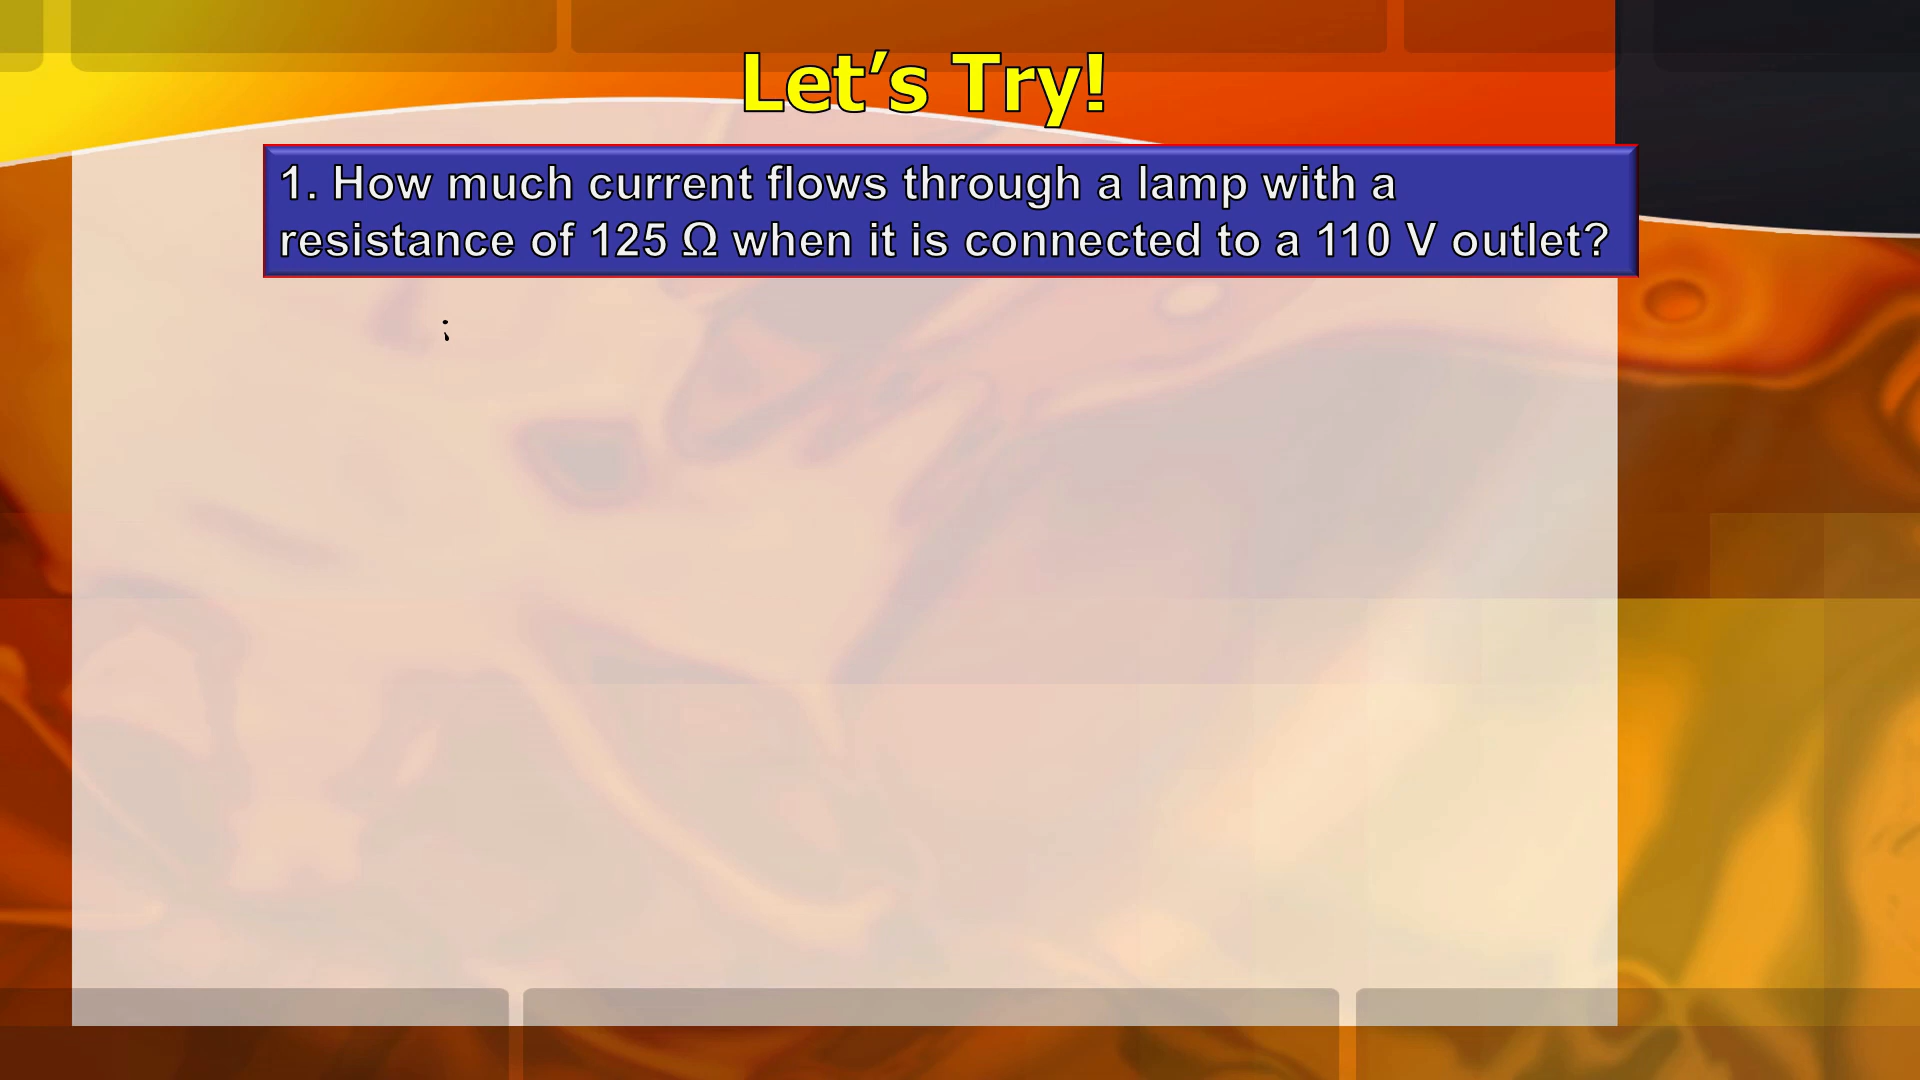 Let’s Try!
1. How much current flows through a lamp with a
resistance of 125 Ω when it is connected to a 110 V outlet?
;